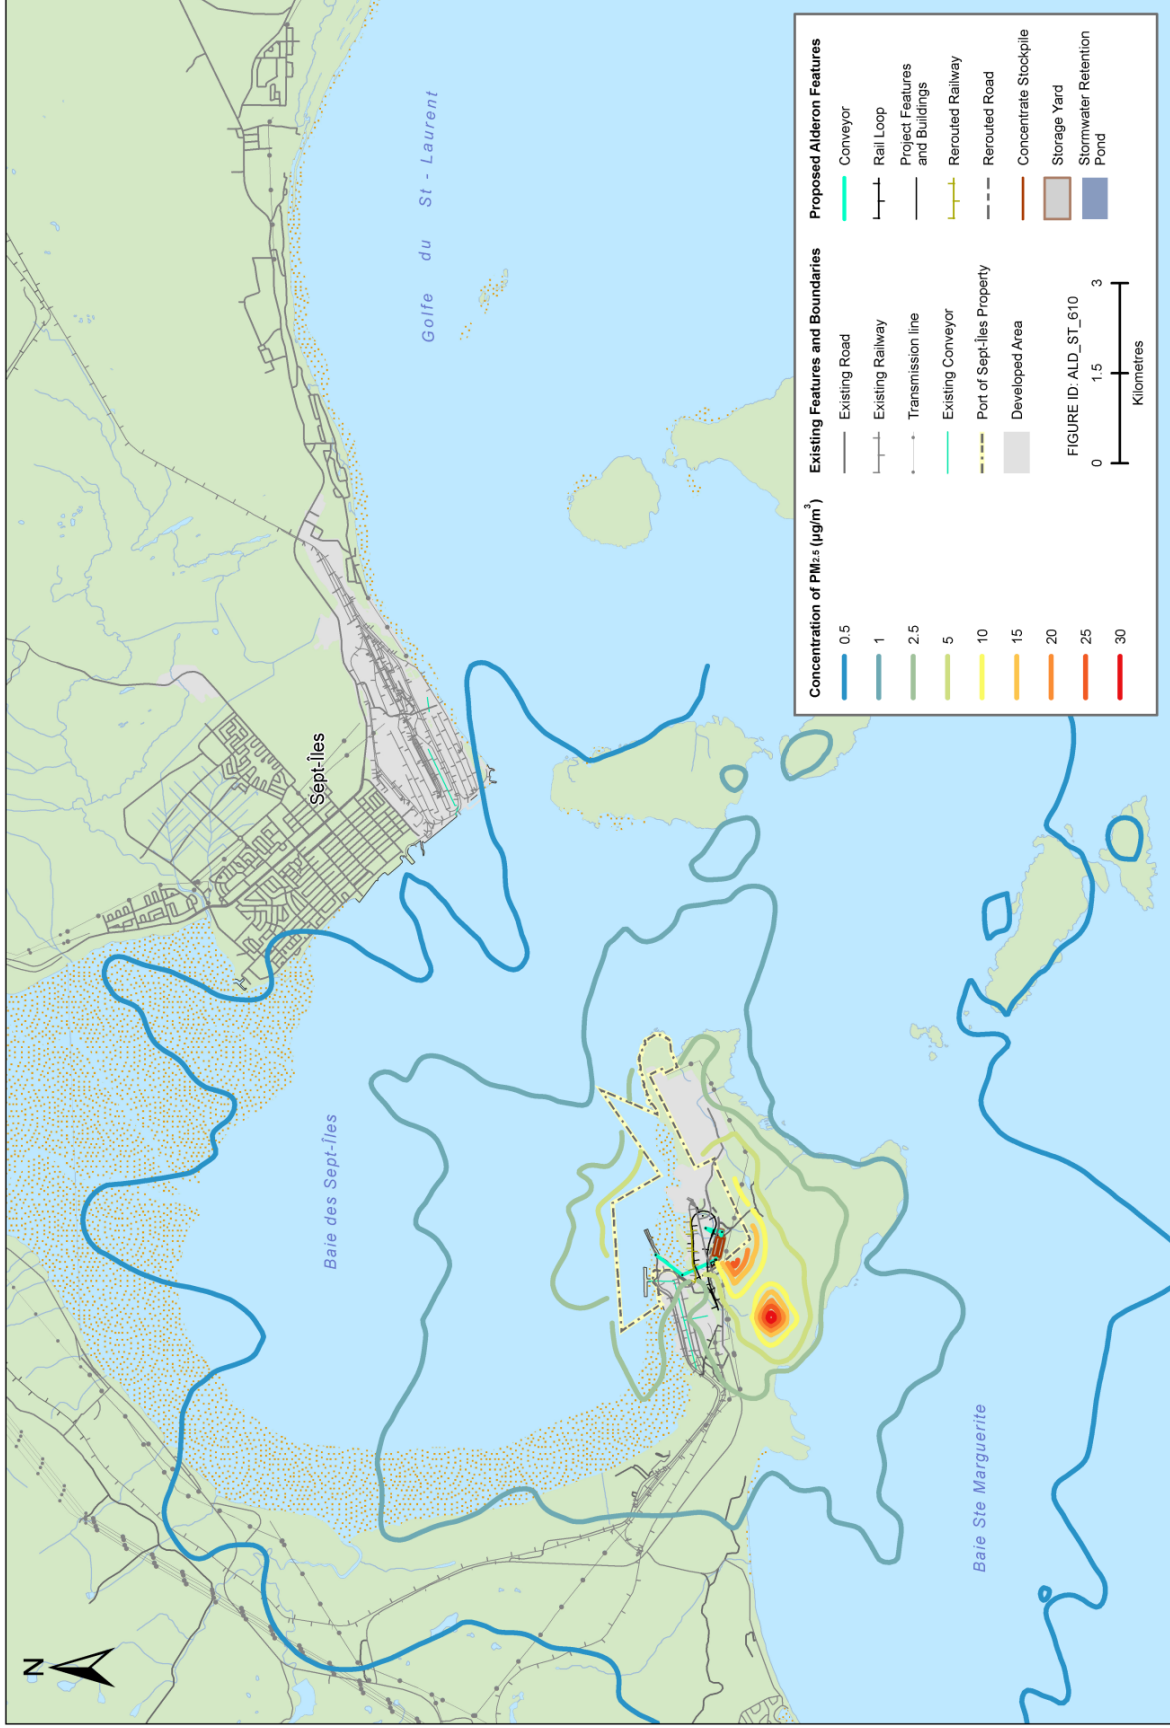 N
Sept-Îles
Golfe du St - Laurent
Baie des Sept-Îles
Baie Ste Marguerite
Concentration of PM2.5 (µg/m³)
0.5
1
2.5
5
10
15
20
25
30
Existing Features and Boundaries
Existing Road
Existing Railway
Transmission line
Existing Conveyor
Port of Sept-Îles Property
Developed Area
Proposed Alderon Features
Conveyor
Rail Loop
Project Features
and Buildings
Rerouted Railway
Rerouted Road
Concentrate Stockpile
Storage Yard
Stormwater Retention
Pond
FIGURE ID: ALD_ST_610
0 1.5 3
Kilometres